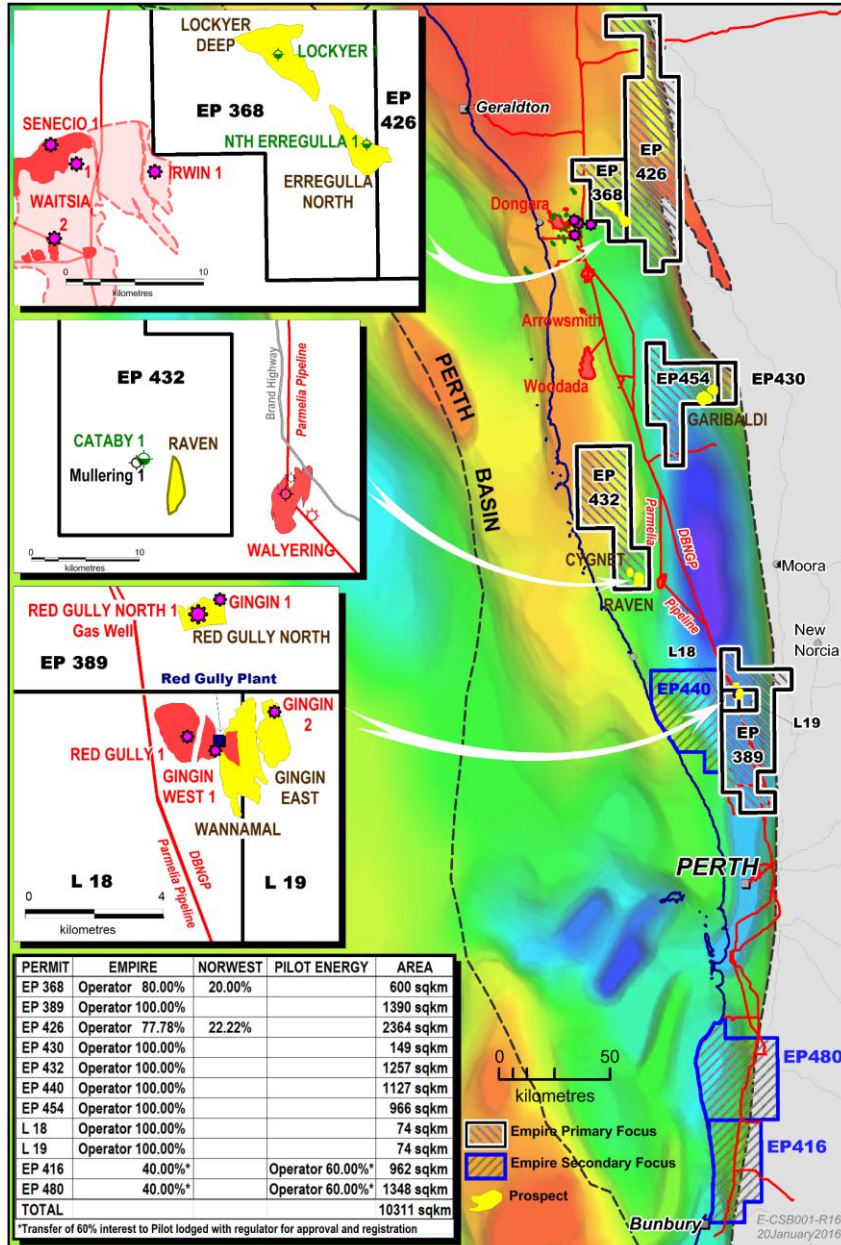 LOCKYER
DEEP
LOCKYER 1
EP 368
EP
426
SENECIO 1
1
IRWIN 1
NTH ERREGULLA 1
WAITSIA
2
ERREGULLA
NORTH
0 10
kilometres
EP 432
Brand Highway
Parmelia Pipeline
CATABY 1
RAVEN
Mullering 1
0 10
kilometres
WALYERING
RED GULLY NORTH 1
Gas Well
GINGIN 1
RED GULLY NORTH
EP 389
Red Gully Plant
GINGIN
2
RED GULLY 1
GINGIN
WEST 1
GINGIN
EAST
WANNAMAL
DBNGP
Parmelia Pipeline
L 18
L 19
0 4
kilometres
Geraldton
EP
426
EP
368
Dongara
Arrowsmith
Woodada
PERTH
BASIN
EP454
EP430
GARIBALDI
EP
432
Parmelia
DBNGP
Pipeline
CYGNET
RAVEN
Moora
New
Norcia
L18
EP440
L19
EP
389
PERTH
EP480
EP416
Bunbury
0 50
kilometres
Empire Primary Focus
Empire Secondary Focus
Prospect
E-CSB001-R16
20January2016
PERMIT EMPIRE NORWEST PILOT ENERGY AREA
EP 368 Operator 80.00% 20.00% 600 sqkm
EP 389 Operator 100.00% 1390 sqkm
EP 426 Operator 77.78% 22.22% 2364 sqkm
EP 430 Operator 100.00% 149 sqkm
EP 432 Operator 100.00% 1257 sqkm
EP 440 Operator 100.00% 1127 sqkm
EP 454 Operator 100.00% 966 sqkm
L 18 Operator 100.00% 74 sqkm
L 19 Operator 100.00% 74 sqkm
EP 416 40.00%* Operator 60.00%* 962 sqkm
EP 480 40.00%* Operator 60.00%* 1348 sqkm
TOTAL 10311 sqkm
*Transfer of 60% interest to Pilot lodged with regulator for approval and registration